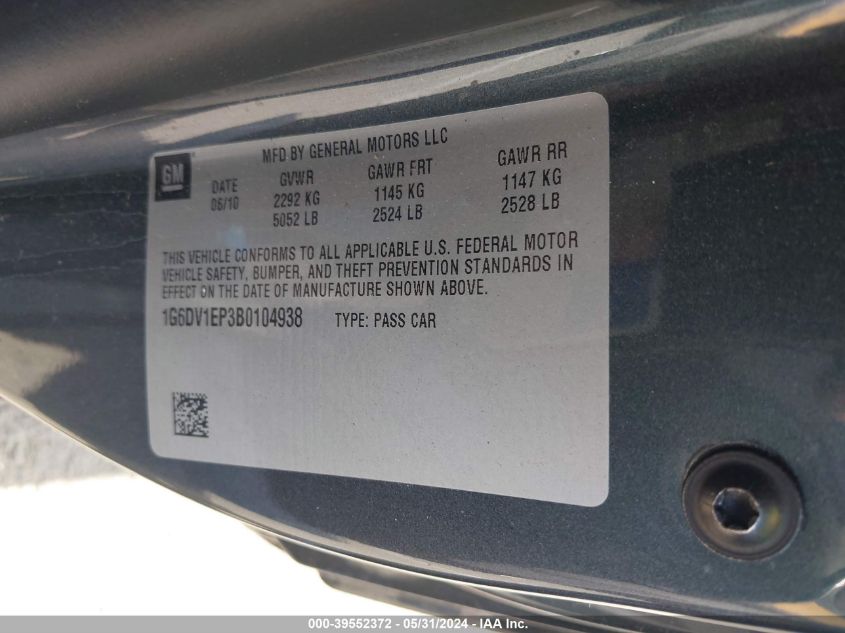 MFD BY GENERAL MOTORS LLC
GM
DATE GVWR GAWR FRT GAWR RR
05/10 2292 KG 1145 KG 1147 KG
5052 LB 2524 LB 2528 LB
THIS VEHICLE CONFORMS TO ALL APPLICABLE U.S. FEDERAL MOTOR
VEHICLE SAFETY, BUMPER, AND THEFT PREVENTION STANDARDS IN
EFFECT ON THE DATE OF MANUFACTURE SHOWN ABOVE.
1G6DV1EP3B0104938 TYPE: PASS CAR
000-39552372 - 05/31/2024 - IAA Inc.